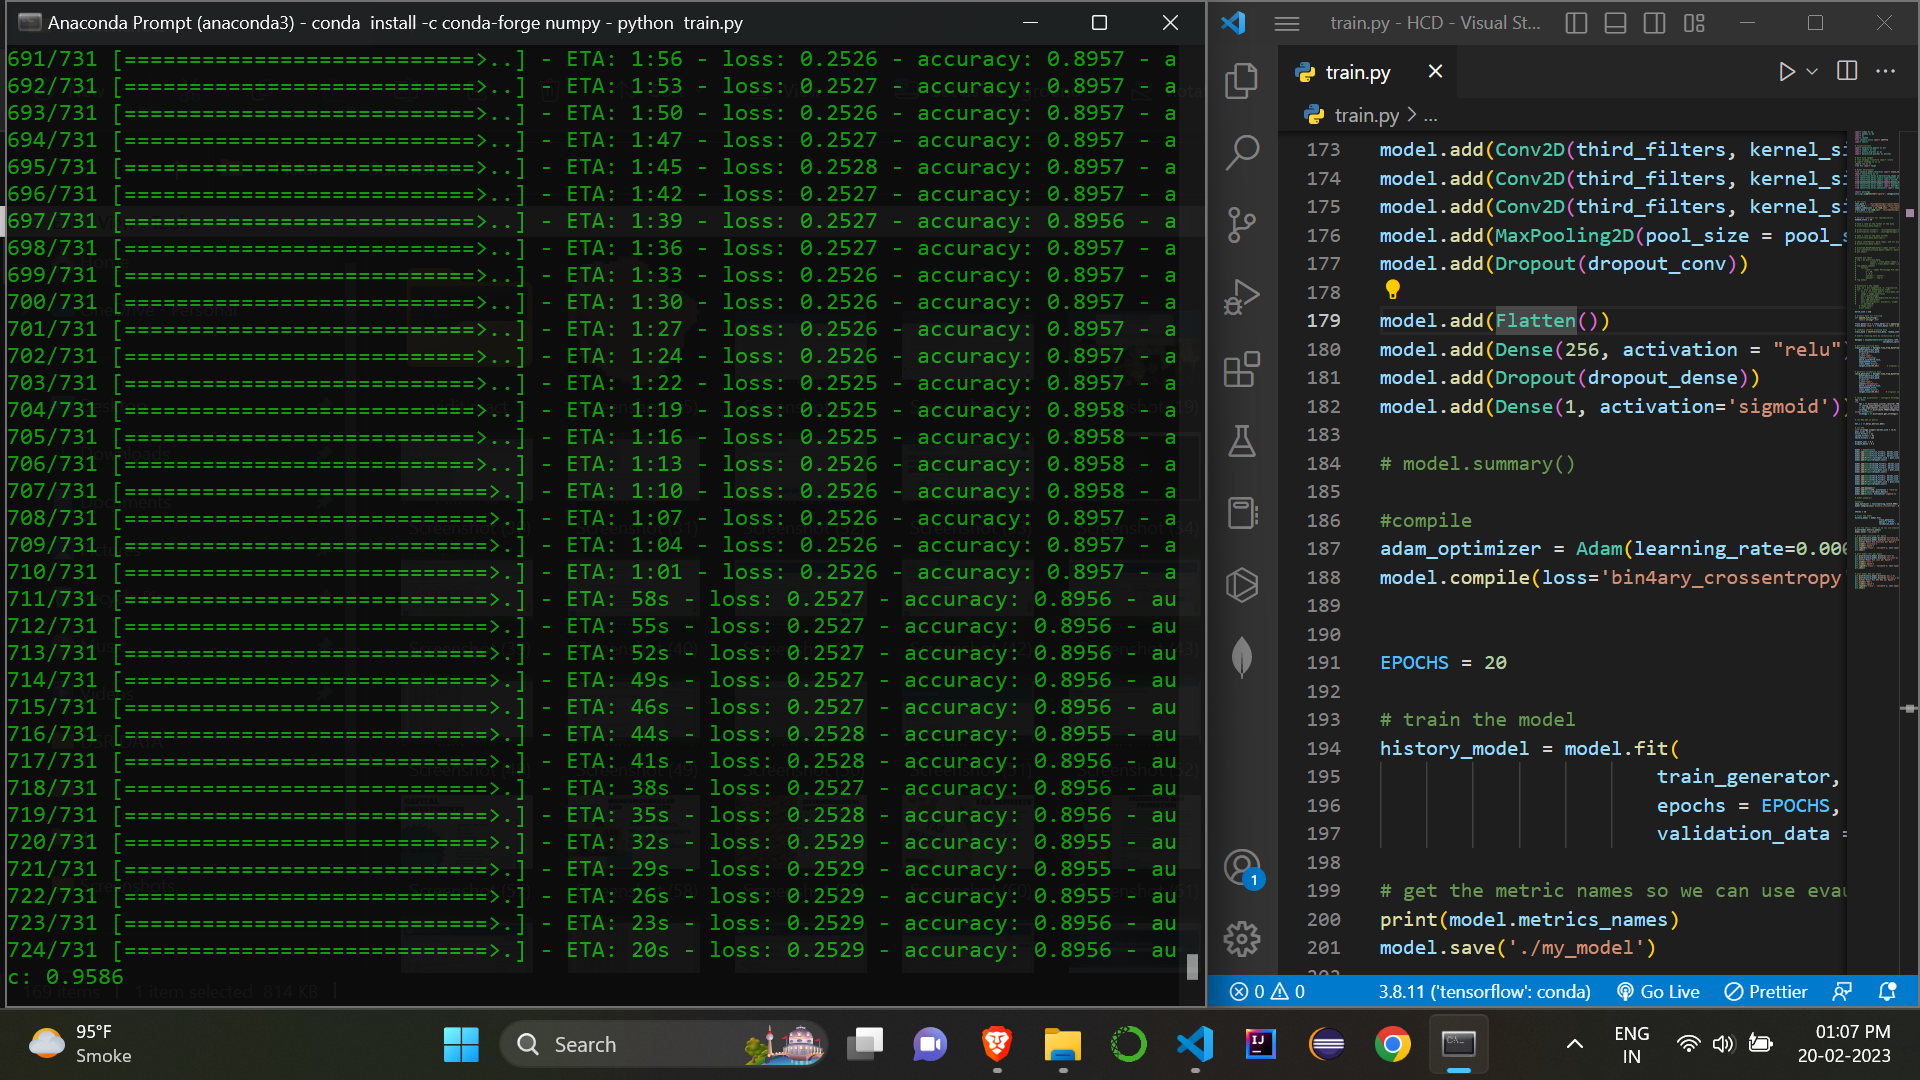 Anaconda Prompt (anaconda3) - conda  install -c conda-forge numpy - python  train.py
691/731 [===========================>..] - ETA: 1:56 - loss: 0.2526 - accuracy: 0.8957 - a
692/731 [===========================>..] - ETA: 1:53 - loss: 0.2527 - accuracy: 0.8957 - a
693/731 [===========================>..] - ETA: 1:50 - loss: 0.2526 - accuracy: 0.8957 - a
694/731 [===========================>..] - ETA: 1:47 - loss: 0.2527 - accuracy: 0.8957 - a
695/731 [===========================>..] - ETA: 1:45 - loss: 0.2528 - accuracy: 0.8957 - a
696/731 [===========================>..] - ETA: 1:42 - loss: 0.2527 - accuracy: 0.8957 - a
697/731 [===========================>..] - ETA: 1:39 - loss: 0.2527 - accuracy: 0.8956 - a
698/731 [===========================>..] - ETA: 1:36 - loss: 0.2527 - accuracy: 0.8957 - a
699/731 [===========================>..] - ETA: 1:33 - loss: 0.2526 - accuracy: 0.8957 - a
700/731 [===========================>..] - ETA: 1:30 - loss: 0.2526 - accuracy: 0.8957 - a
701/731 [===========================>..] - ETA: 1:27 - loss: 0.2526 - accuracy: 0.8957 - a
702/731 [===========================>..] - ETA: 1:24 - loss: 0.2526 - accuracy: 0.8957 - a
703/731 [===========================>..] - ETA: 1:22 - loss: 0.2525 - accuracy: 0.8957 - a
704/731 [===========================>..] - ETA: 1:19 - loss: 0.2525 - accuracy: 0.8958 - a
705/731 [===========================>..] - ETA: 1:16 - loss: 0.2525 - accuracy: 0.8958 - a
706/731 [===========================>..] - ETA: 1:13 - loss: 0.2526 - accuracy: 0.8958 - a
707/731 [============================>.] - ETA: 1:10 - loss: 0.2526 - accuracy: 0.8958 - a
708/731 [============================>.] - ETA: 1:07 - loss: 0.2526 - accuracy: 0.8957 - a
709/731 [============================>.] - ETA: 1:04 - loss: 0.2526 - accuracy: 0.8957 - a
710/731 [============================>.] - ETA: 1:01 - loss: 0.2526 - accuracy: 0.8957 - a
711/731 [============================>.] - ETA: 58s - loss: 0.2527 - accuracy: 0.8956 - au
712/731 [============================>.] - ETA: 55s - loss: 0.2527 - accuracy: 0.8956 - au
713/731 [============================>.] - ETA: 52s - loss: 0.2527 - accuracy: 0.8956 - au
714/731 [============================>.] - ETA: 49s - loss: 0.2527 - accuracy: 0.8956 - au
715/731 [============================>.] - ETA: 46s - loss: 0.2527 - accuracy: 0.8956 - au
716/731 [============================>.] - ETA: 44s - loss: 0.2528 - accuracy: 0.8955 - au
717/731 [============================>.] - ETA: 41s - loss: 0.2528 - accuracy: 0.8956 - au
718/731 [============================>.] - ETA: 38s - loss: 0.2528 - accuracy: 0.8956 - au
719/731 [============================>.] - ETA: 35s - loss: 0.2528 - accuracy: 0.8956 - au
720/731 [============================>.] - ETA: 32s - loss: 0.2529 - accuracy: 0.8955 - au
721/731 [============================>.] - ETA: 29s - loss: 0.2529 - accuracy: 0.8955 - au
722/731 [============================>.] - ETA: 26s - loss: 0.2529 - accuracy: 0.8955 - au
723/731 [============================>.] - ETA: 23s - loss: 0.2529 - accuracy: 0.8956 - au
724/731 [============================>.] - ETA: 20s - loss: 0.2529 - accuracy: 0.8956 - au
c: 0.9586
169 items | 1 item selected 814 KB |
train.py - HCD - Visual St...
train.py
train.py > ...
173 model.add(Conv2D(third_filters, kernel_si
174 model.add(Conv2D(third_filters, kernel_si
175 model.add(Conv2D(third_filters, kernel_si
176 model.add(MaxPooling2D(pool_size = pool_s
177 model.add(Dropout(dropout_conv))
178
179 model.add(Flatten())
180 model.add(Dense(256, activation = "relu")
181 model.add(Dropout(dropout_dense))
182 model.add(Dense(1, activation='sigmoid'))
183
184 # model.summary()
185
186 #compile
187 adam_optimizer = Adam(learning_rate=0.000
188 model.compile(loss='bin4ary_crossentropy'
189
190
191 EPOCHS = 20
192
193 # train the model
194 history_model = model.fit(
195 train_generator,
196 epochs = EPOCHS,
197 validation_data =
198
199 # get the metric names so we can use evau
200 print(model.metrics_names)
201 model.save('./my_model')
1
0 0
3.8.11 ('tensorflow': conda)
Go Live
Prettier
95°F
Smoke
Search
IJ
ENG
IN
01:07 PM
20-02-2023